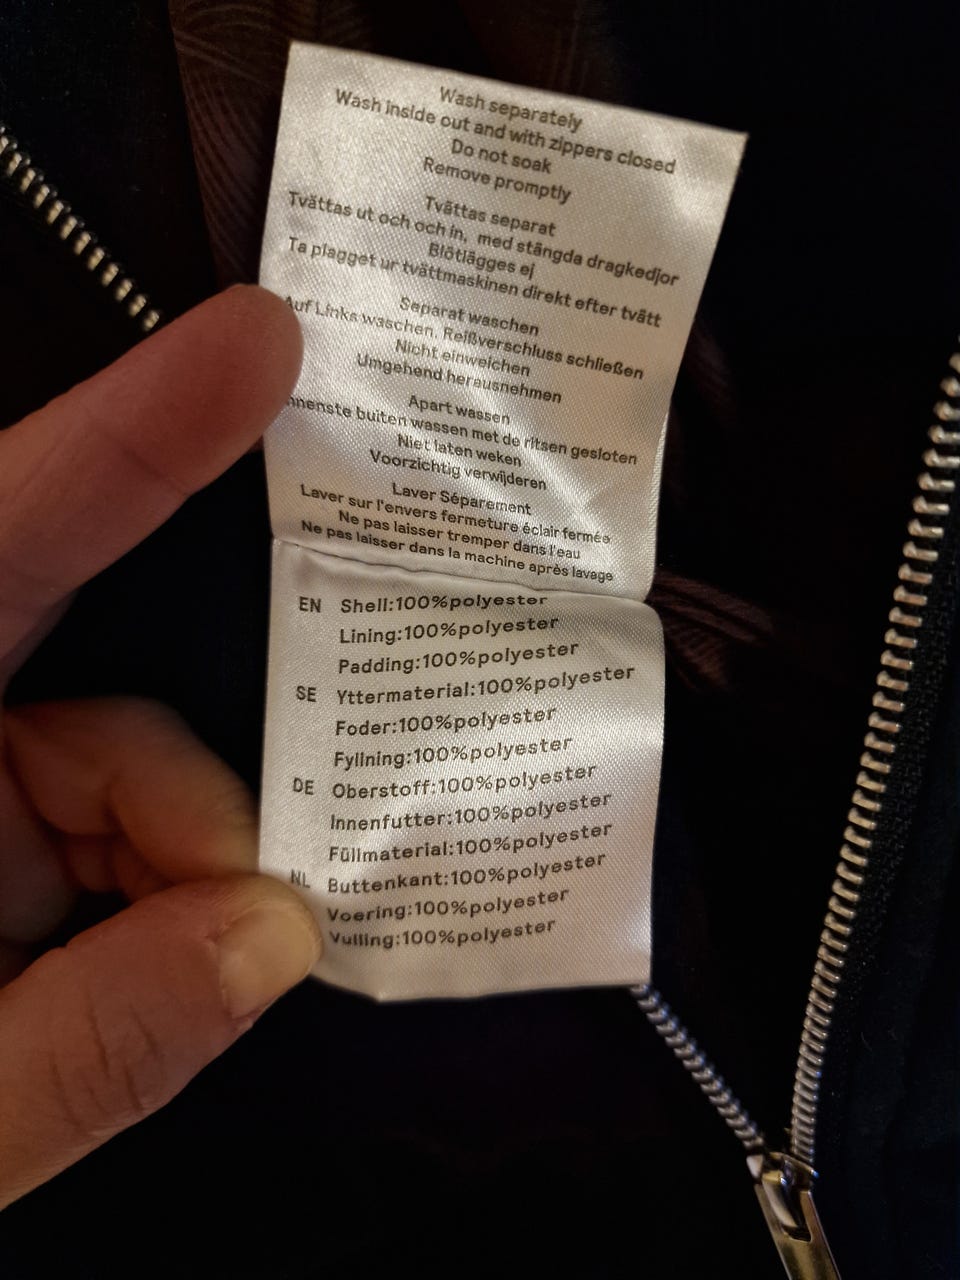 Wash separately
Wash inside out and with zippers closed
Do not soak
Remove promptly
Tvättas separat
Tvättas ut och och in, med stängda dragkedjor
Blötlägges ej
Ta plagget ur tvättmaskinen direkt efter tvätt
Separat waschen
Auf Links waschen, Reißverschluss schließen
Nicht einweichen
Umgehend herausnehmen
Apart wassen
buiten wassen met de ritsen gesloten
Niet laten weken
Voorzichtig verwijderen
Laver Séparement
Laver sur l'envers fermeture éclair fermée
Ne pas laisser tremper dans l'eau
Ne pas laisser dans la machine après lavage
EN Shell:100%polyester
Lining:100%polyester
Padding:100%polyester
SE Yttermaterial:100%polyester
Foder:100%polyester
Fyllning:100%polyester
DE Oberstoff:100%polyester
Innenfutter:100%polyester
Füllmaterial:100%polyester
NL Buttenkant:100%polyester
Voering:100%polyester
Vulling:100%polyester